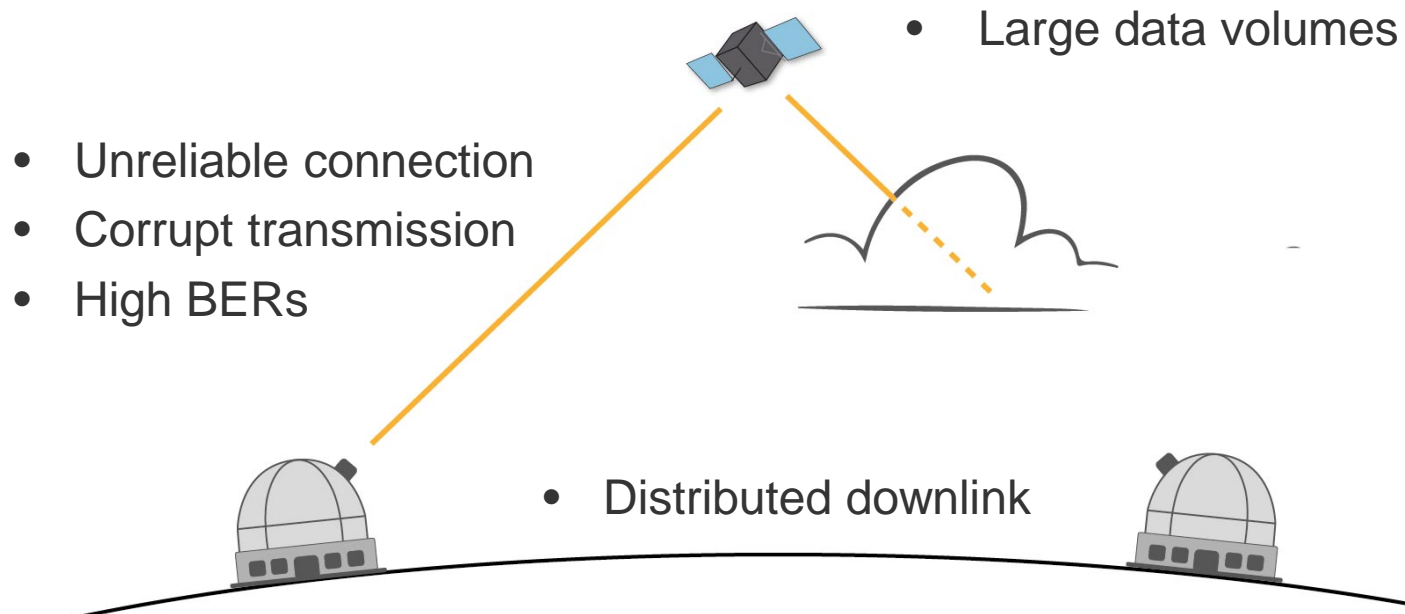 • Large data volumes
• Unreliable connection
• Corrupt transmission
• High BERs
• Distributed downlink